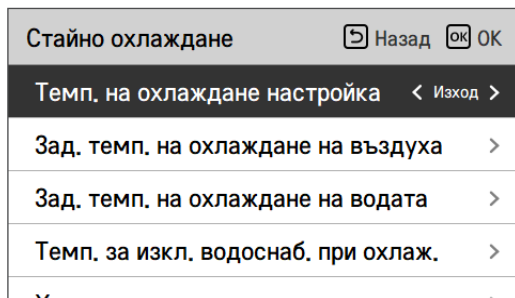 Стайно охлаждане Назад ок OK
Темп. на охлаждане настройка < Изход >
Зад. темп. на охлаждане на въздуха >
Зад. темп. на охлаждане на водата >
Темп. за изкл. водоснаб. при охлаж. >